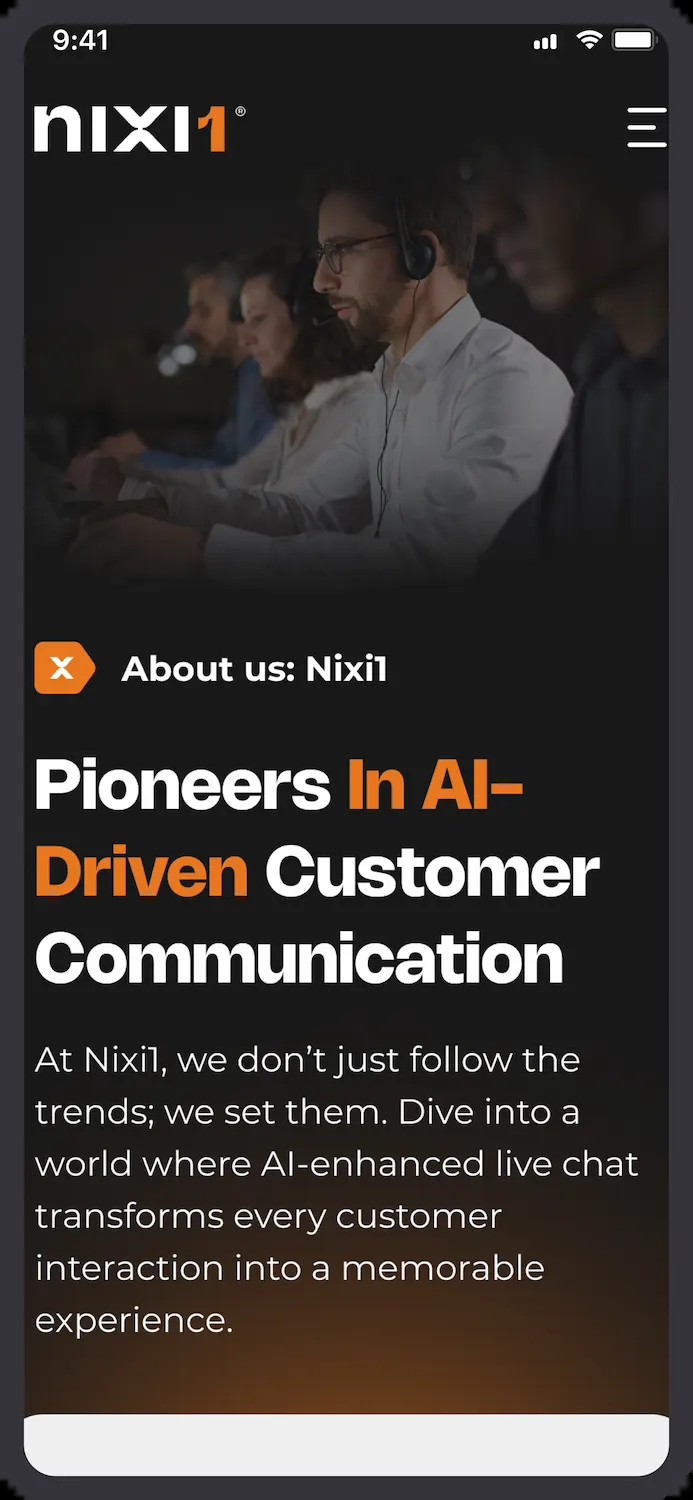 9:41
nixi1®
x
About us: Nixi1
Pioneers In AI-
Driven Customer
Communication
At Nixi1, we don’t just follow the
trends; we set them. Dive into a
world where AI-enhanced live chat
transforms every customer
interaction into a memorable
experience.